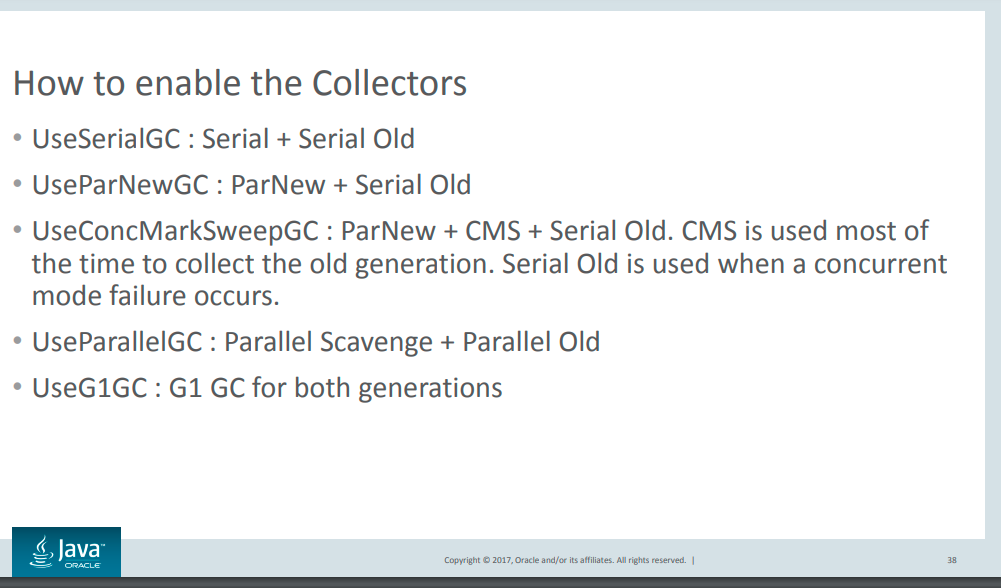 How to enable the Collectors
• UseSerialGC : Serial + Serial Old
• UseParNewGC : ParNew + Serial Old
• UseConcMarkSweepGC : ParNew + CMS + Serial Old. CMS is used most of
the time to collect the old generation. Serial Old is used when a concurrent
mode failure occurs.
• UseParallelGC : Parallel Scavenge + Parallel Old
• UseG1GC : G1 GC for both generations
Java™
ORACLE
Copyright © 2017, Oracle and/or its affiliates. All rights reserved. |
38